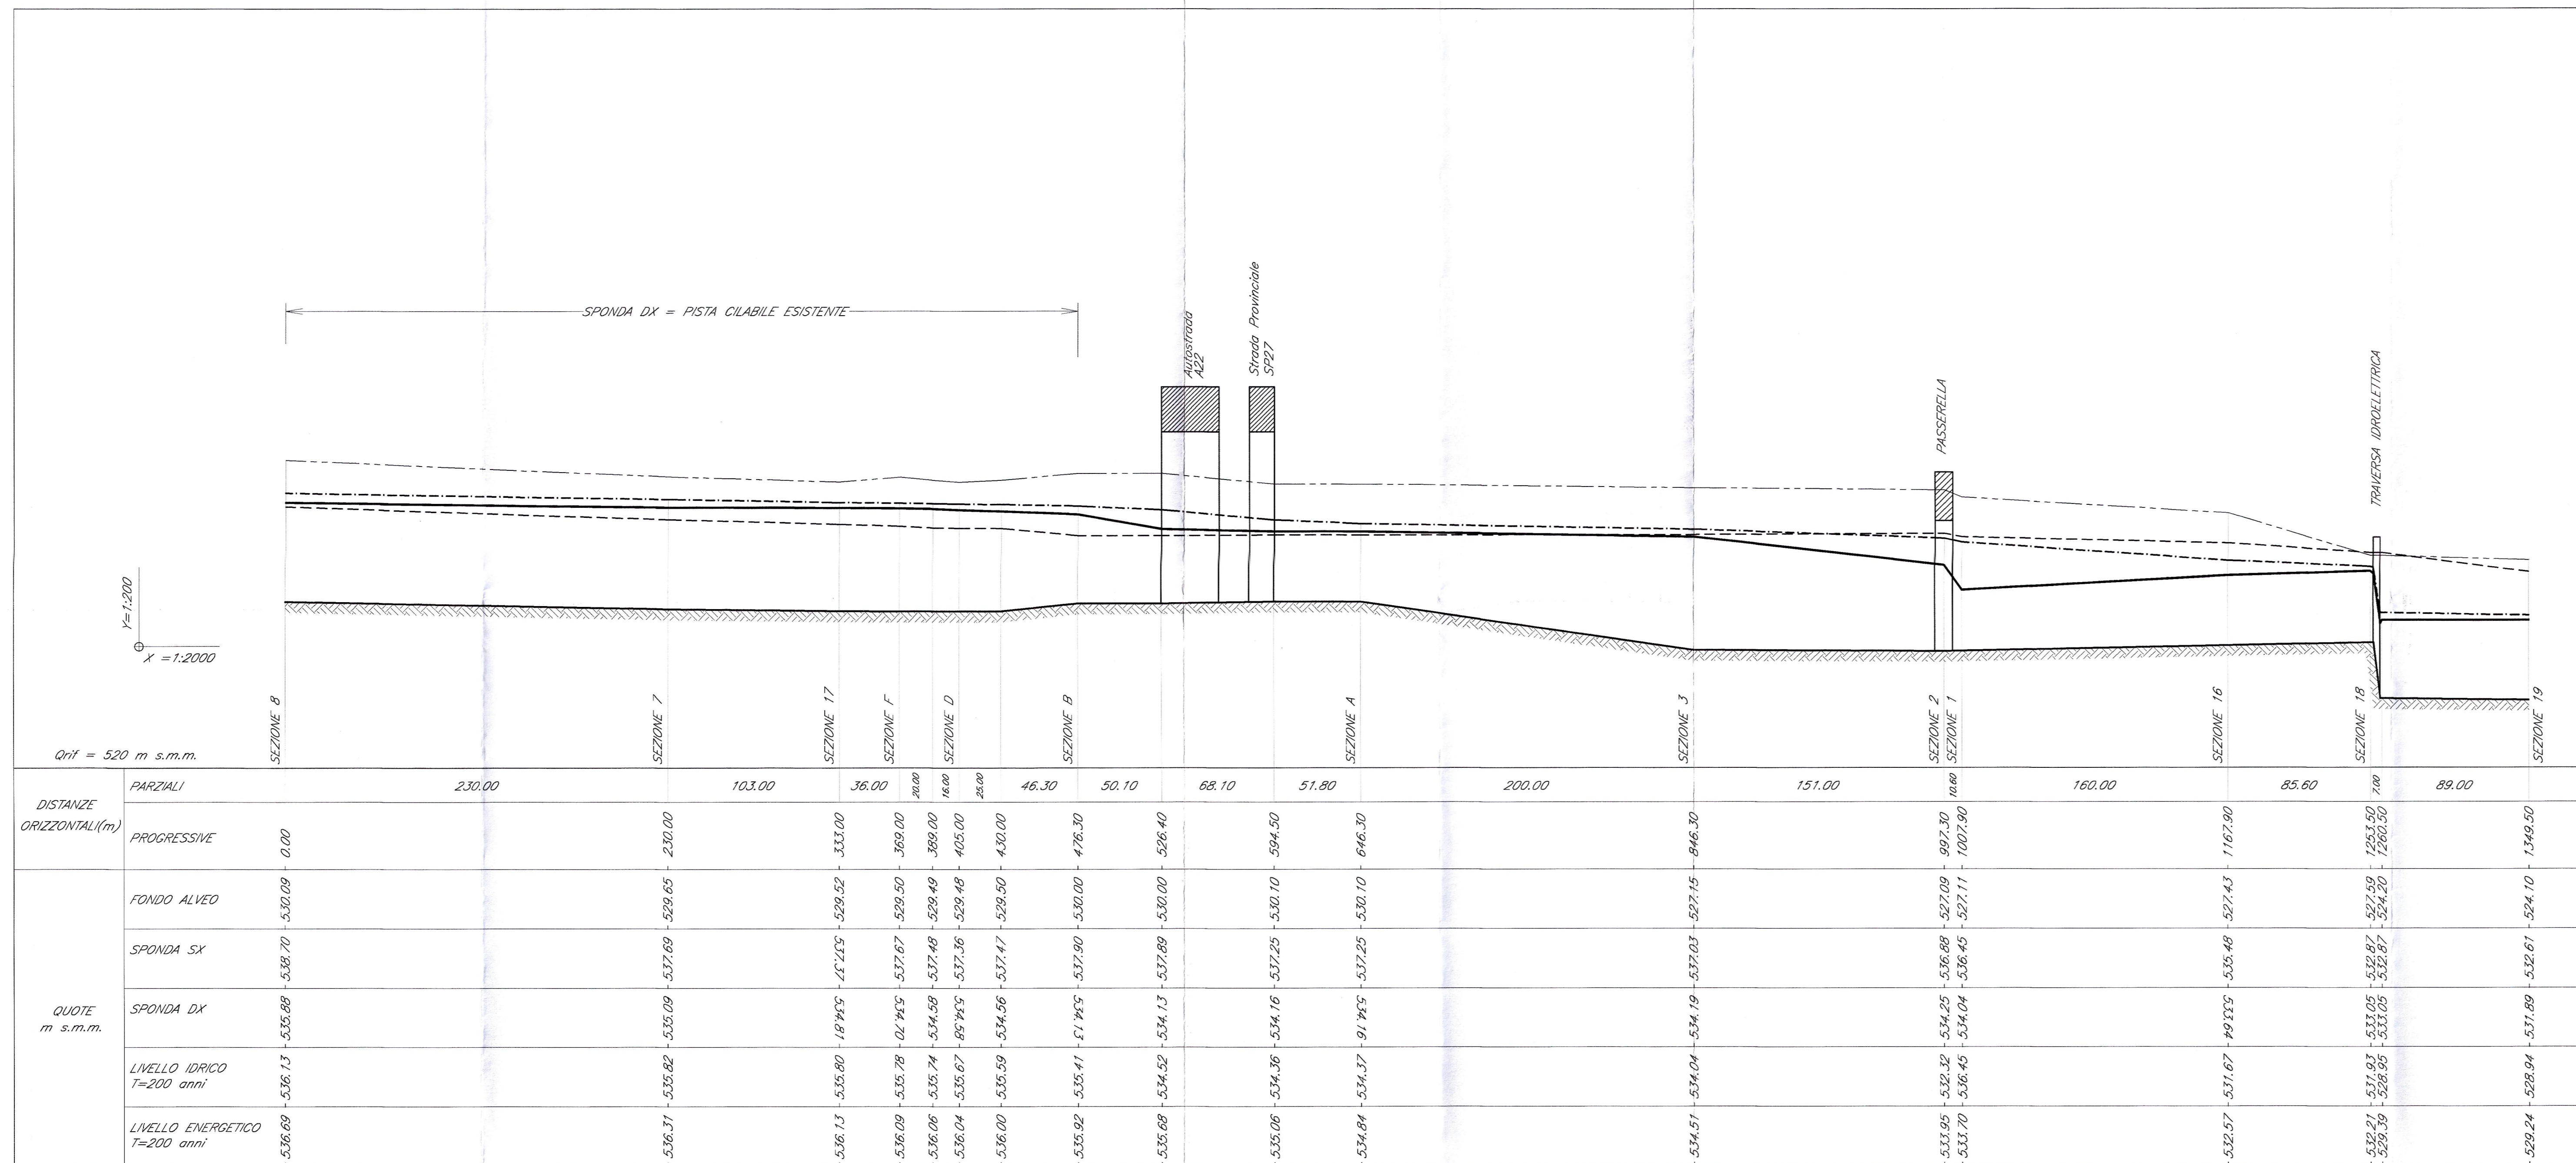 SPONDA DX = PISTA CILABILE ESISTENTE
Autostrada
A22
Strada Provinciale
SP27
PASSERELLA
TRAVERSA IDROELETTRICA
Y=1:200
X =1:2000
Qrif = 520 m s.m.m.
SEZIONE 8
SEZIONE 7
SEZIONE 17
SEZIONE F
SEZIONE D
SEZIONE B
SEZIONE A
SEZIONE 3
SEZIONE 2
SEZIONE 1
SEZIONE 16
SEZIONE 18
SEZIONE 19
DISTANZE
ORIZZONTALI(m)
PARZIALI 230.00 103.00 36.00 20.00 16.00 25.00 46.30 50.10 68.10 51.80 200.00 151.00 10.60 160.00 85.60 7.00 89.00
PROGRESSIVE 0.00 230.00 333.00 369.00 389.00 405.00 430.00 476.30 526.40 594.50 646.30 846.30 997.30 1007.90 1167.90 1253.50 1260.50 1349.50
QUOTE
m s.m.m.
FONDO ALVEO 530.09 529.65 529.52 529.50 529.49 529.48 529.50 530.00 530.00 530.10 530.10 527.15 527.09 527.11 527.43 527.59 524.20 524.10
SPONDA SX 538.70 537.69 537.37 537.67 537.48 537.36 537.47 537.90 537.89 537.25 537.25 537.03 536.88 536.45 535.48 532.87 532.87 532.61
SPONDA DX 535.88 535.09 534.81 534.70 534.58 534.58 534.56 534.13 534.13 534.16 534.16 534.19 534.25 534.04 533.64 533.05 533.05 531.89
LIVELLO IDRICO
T=200 anni
536.13 535.82 535.80 535.78 535.74 535.67 535.59 535.41 534.52 534.36 534.37 534.04 532.32 536.45 531.67 531.93 528.95 528.94
LIVELLO ENERGETICO
T=200 anni
536.69 536.31 536.13 536.09 536.06 536.04 536.00 535.92 535.68 535.06 534.84 534.51 533.95 533.70 532.57 532.21 529.39 529.24